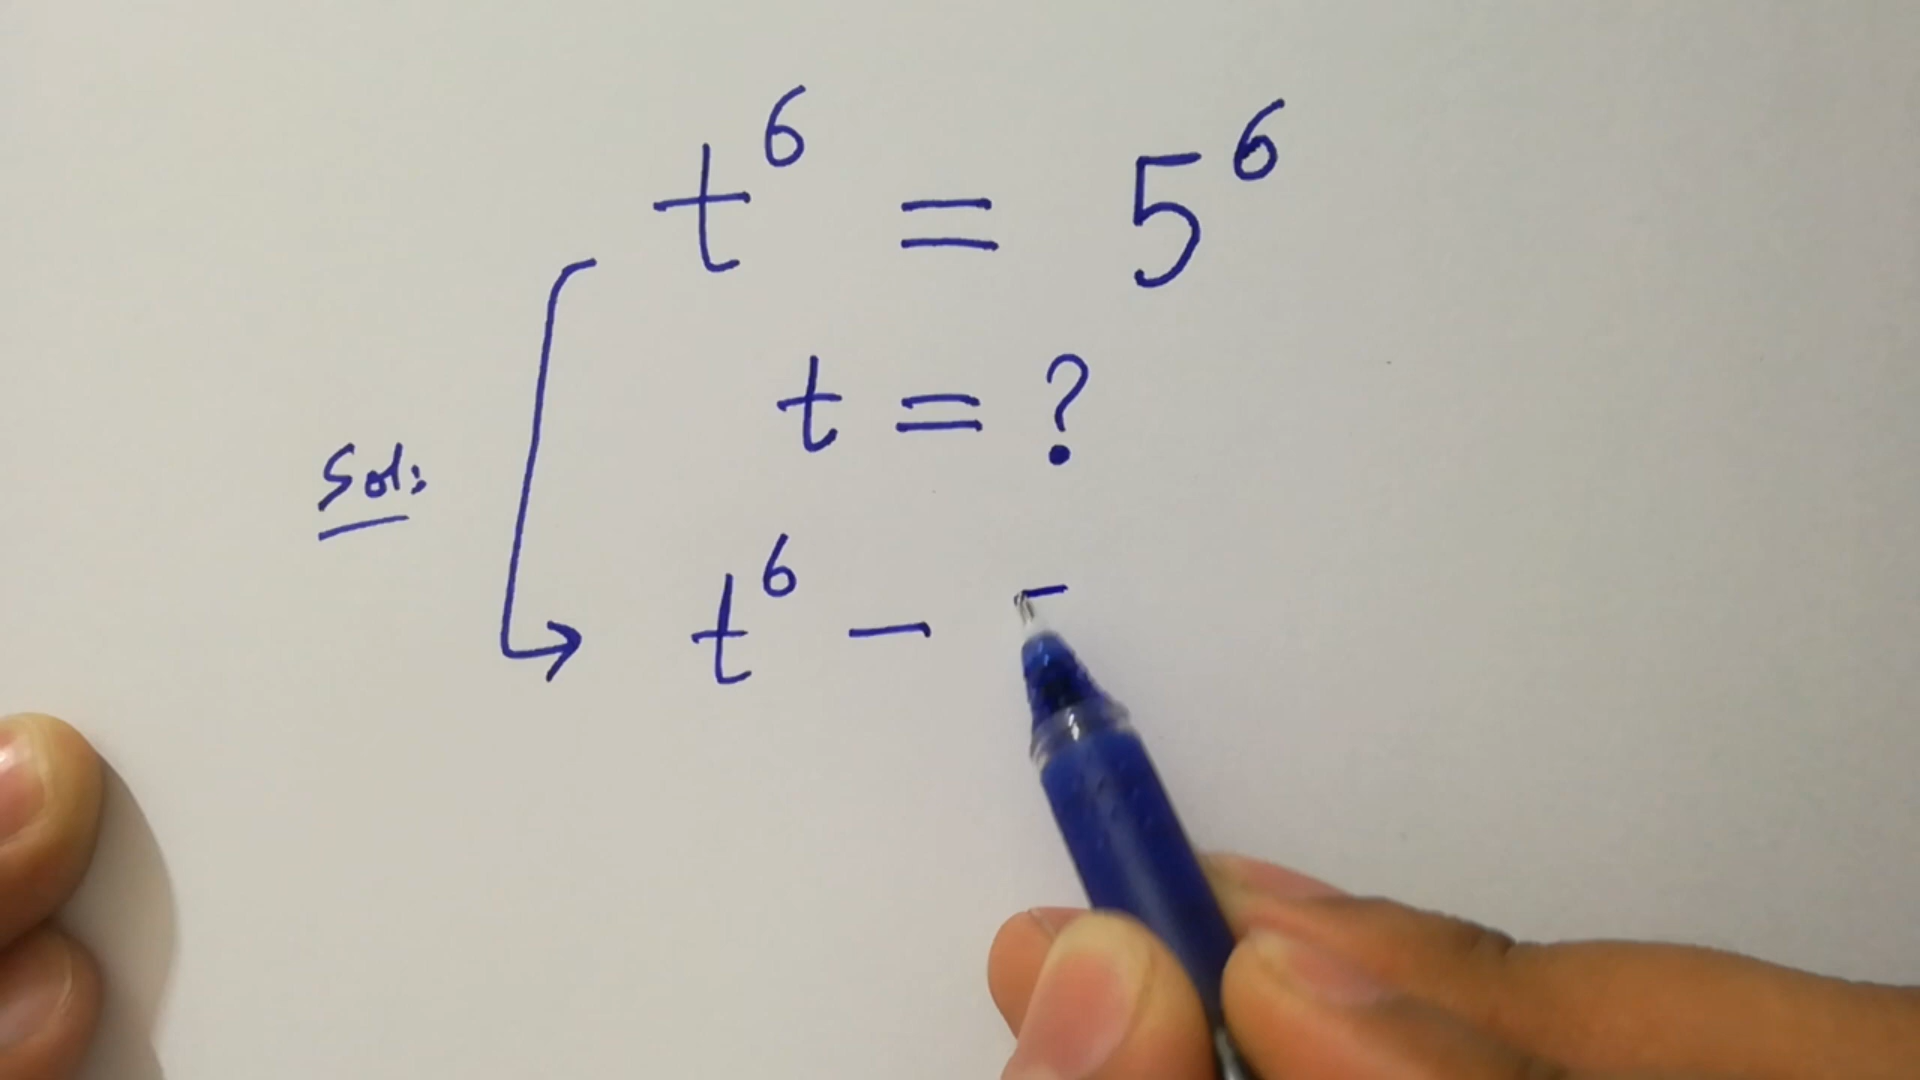 t⁶ = 5⁶
t = ?
Sol:
t⁶ −